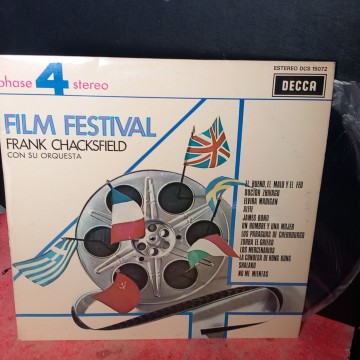 phase 4 stereo
ESTEREO DCS 15072
DECCA
FILM FESTIVAL
FRANK CHACKSFIELD
CON SU ORQUESTA
EL BUENO, EL MALO Y EL FEO
DOCTOR ZHIVAGO
ELVIRA MADIGAN
ALFIE
JAMES BOND
UN HOMBRE Y UNA MUJER
LOS PARAGUAS DE CHERBURGO
ZORBA EL GRIEGO
LOS MERCENARIOS
LA CONDESA DE HONG KONG
SHALAKO
NO ME MIENTAS